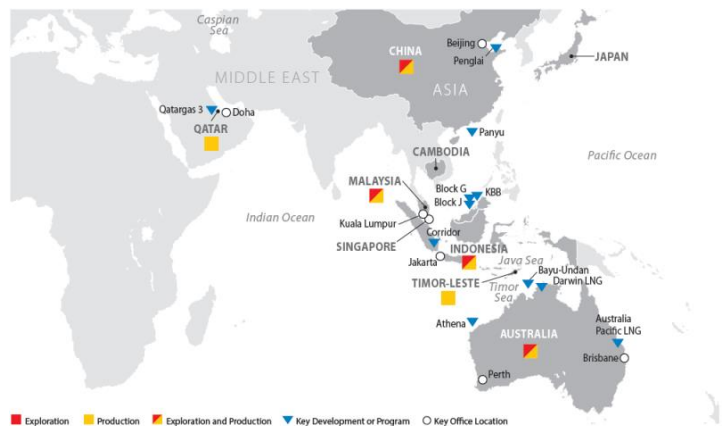 Caspian
Sea
MIDDLE EAST
CHINA
Beijing
Penglai
JAPAN
ASIA
Qatargas 3
Doha
QATAR
Panyu
CAMBODIA
Pacific Ocean
MALAYSIA
Block G
KBB
Block J
Indian Ocean
Kuala Lumpur
SINGAPORE
Corridor
INDONESIA
Jakarta
Java Sea
TIMOR-LESTE
Timor
Sea
Bayu-Undan
Darwin LNG
Athena
Australia
Pacific LNG
AUSTRALIA
Brisbane
Perth
Exploration
Production
Exploration and Production
Key Development or Program
Key Office Location